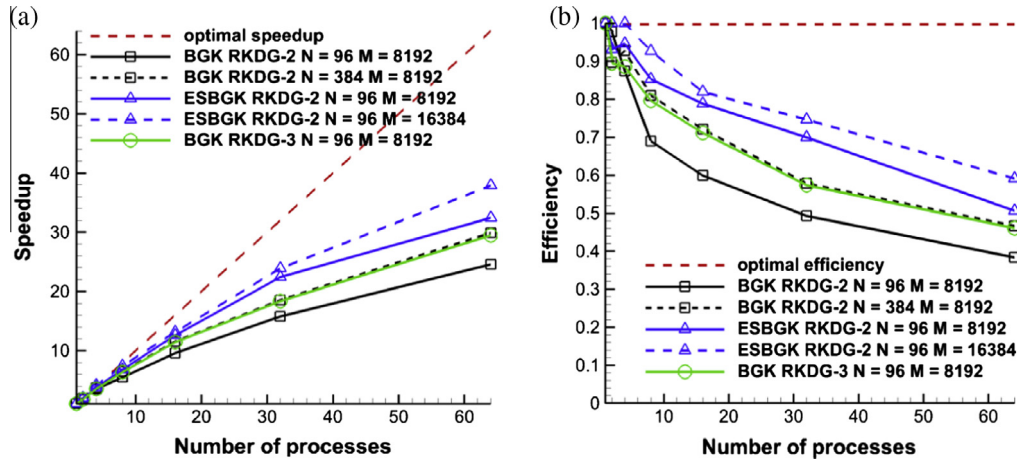 (a)
60
50
40
30
20
10
Speedup
optimal speedup
BGK RKDG-2 N = 96 M = 8192
BGK RKDG-2 N = 384 M = 8192
ESBGK RKDG-2 N = 96 M = 8192
ESBGK RKDG-2 N = 96 M = 16384
BGK RKDG-3 N = 96 M = 8192
10 20 30 40 50 60
Number of processes
(b)
1
0.9
0.8
0.7
0.6
0.5
0.4
0.3
0.2
0.1
0
Efficiency
optimal efficiency
BGK RKDG-2 N = 96 M = 8192
BGK RKDG-2 N = 384 M = 8192
ESBGK RKDG-2 N = 96 M = 8192
ESBGK RKDG-2 N = 96 M = 16384
BGK RKDG-3 N = 96 M = 8192
10 20 30 40 50 60
Number of processes